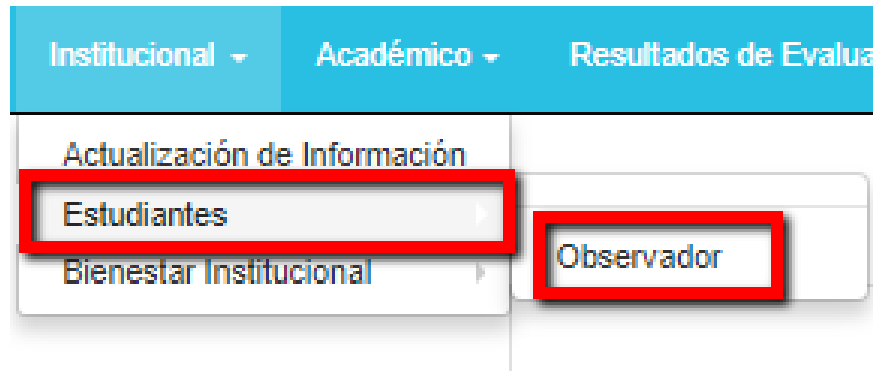 Institucional Académico Resultados de Evalua
Actualización de Información
Estudiantes
Observador
Bienestar Institucional